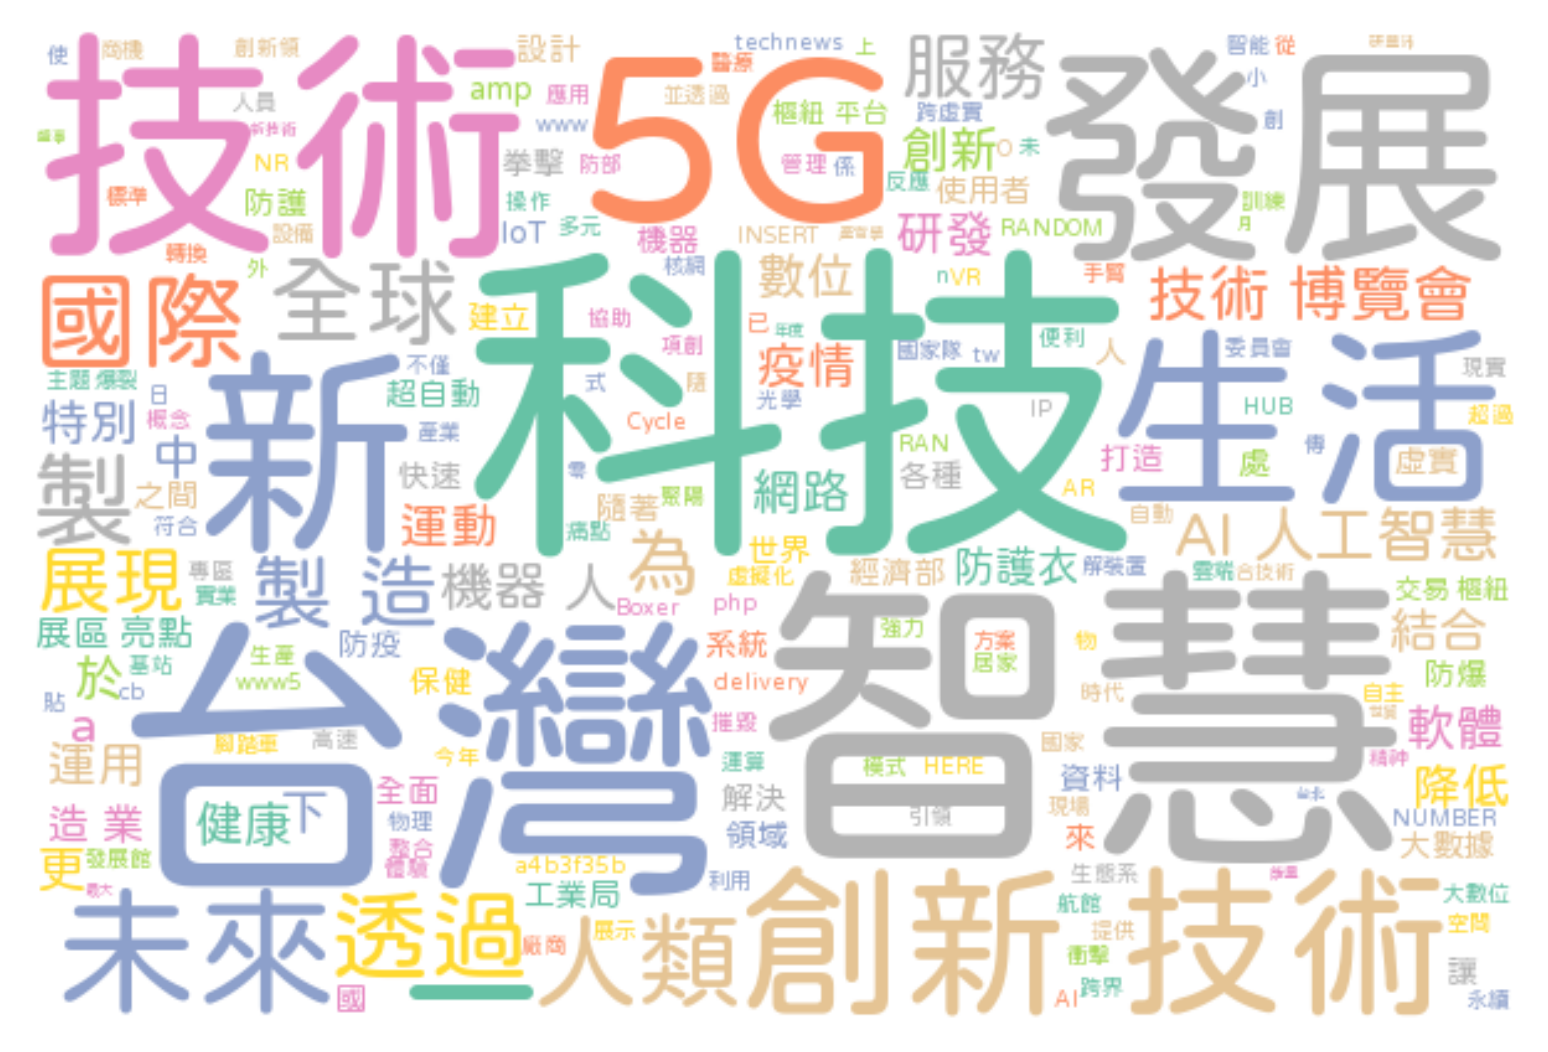 使 商機 創新領 設計 technews 上 服務 智能 從
技術 5G 發展
人員 amp 應用 醫療 並透過 樞紐 平台 跨虛實 小 創
www 創新 o 未
NR 拳擊 防部 管理 係 反應 使用者
標準 防護 操作 訓練 月
設備 IoT 多元 機器 INSERT 研發 RANDOM
轉換 外 核網 數位 nVR 手臂 技術 博覽會
國際 全球 建立 協助 已 年度 便利
科技
項創 疫情 國家隊 tw 人 委員會 現實
主題 爆裂 日 不僅 式 隨 光學 生活
新 超自動
特別 概念 產業 Cycle IP HUB 超過
中 RAN 打造 處 傳 虛實
製 之間 快速 零 網路 各種 AR
符合 運動 隨著 聚陽 自動
痛點 世界 AI 人工智慧
展現 專區 製 造 機器 人 為 虛擬化 經濟部 防護衣 解裝置 雲端 合技術
實業 Boxer php 交易 樞紐
展區 亮點 防疫 系統 強力 方案 物 結合
智慧
於 基站 生產 居家 防爆
cb www5 保健 delivery 時代 自主
貼 台灣
a 摧毀 軟體
運用 腳踏車 高速 今年 運算 模式 HERE 國家 精神
全面 資料 降低
造 業 健康 下 物理 解決 引領 現場 NUMBER
領域 來 大數據
更 發展館 整合
體驗 a4b3f35b 生態系
工業局 利用 大數位
未來 透過 創新技術
人類 展示 航館 提供 空間
廠商 衝擊 讓
一 國 AI 跨界 永續